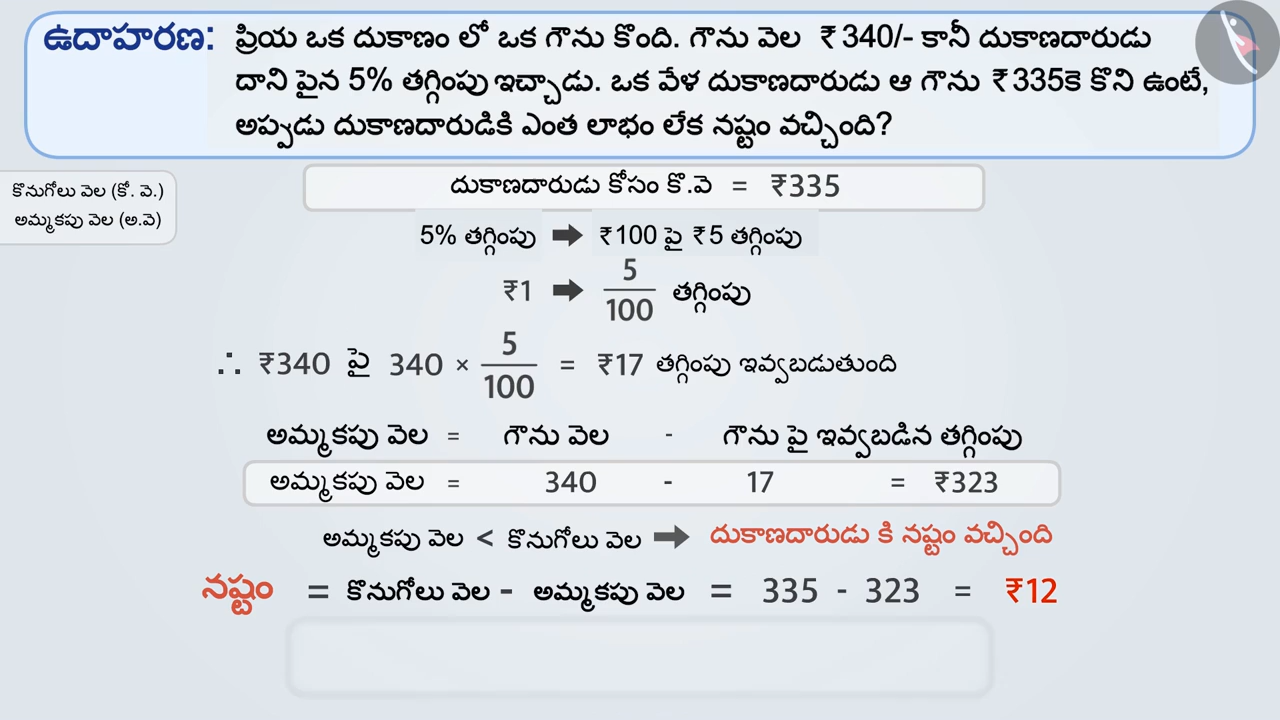 ఉదాహరణ: ప్రియ ఒక దుకాణం లో ఒక గౌను కొంది. గౌను వెల ₹340/- కానీ దుకాణదారుడు
దాని పైన 5% తగ్గింపు ఇచ్చాడు. ఒక వేళ దుకాణదారుడు ఆ గౌను ₹335కె కొని ఉంటే,
అప్పడు దుకాణదారుడికి ఎంత లాభం లేక నష్టం వచ్చింది?
కొనుగోలు వెల (కో. వె.)
అమ్మకపు వెల (అ.వె)
దుకాణదారుడు కోసం కొ.వె = ₹335
5% తగ్గింపు ➡ ₹100 పై ₹5 తగ్గింపు
₹1 ➡ 5/100 తగ్గింపు
∴ ₹340 పై 340 × 5/100 = ₹17 తగ్గింపు ఇవ్వబడుతుంది
అమ్మకపు వెల = గౌను వెల - గౌను పై ఇవ్వబడిన తగ్గింపు
అమ్మకపు వెల = 340 - 17 = ₹323
అమ్మకపు వెల < కొనుగోలు వెల ➡ దుకాణదారుడు కి నష్టం వచ్చింది
నష్టం = కొనుగోలు వెల - అమ్మకపు వెల = 335 - 323 = ₹12